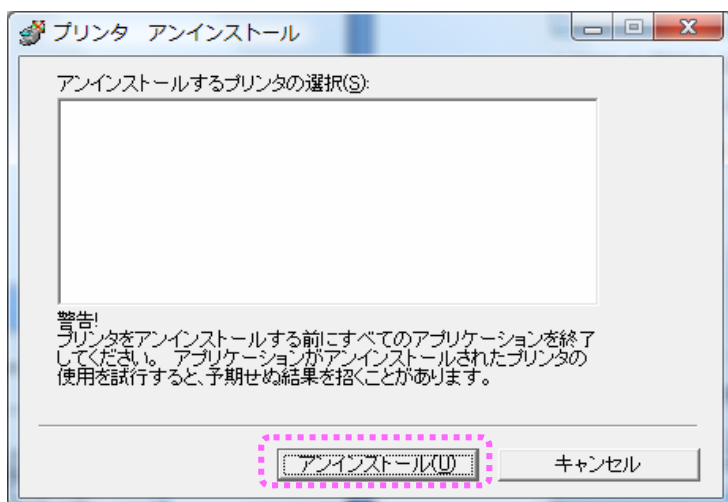 プリンタ　アンインストール
アンインストールするプリンタの選択(S):
警告!
プリンタをアンインストールする前にすべてのアプリケーションを終了
してください。 アプリケーションがアンインストールされたプリンタの
使用を試行すると、予期せぬ結果を招くことがあります。
アンインストール(U)
キャンセル